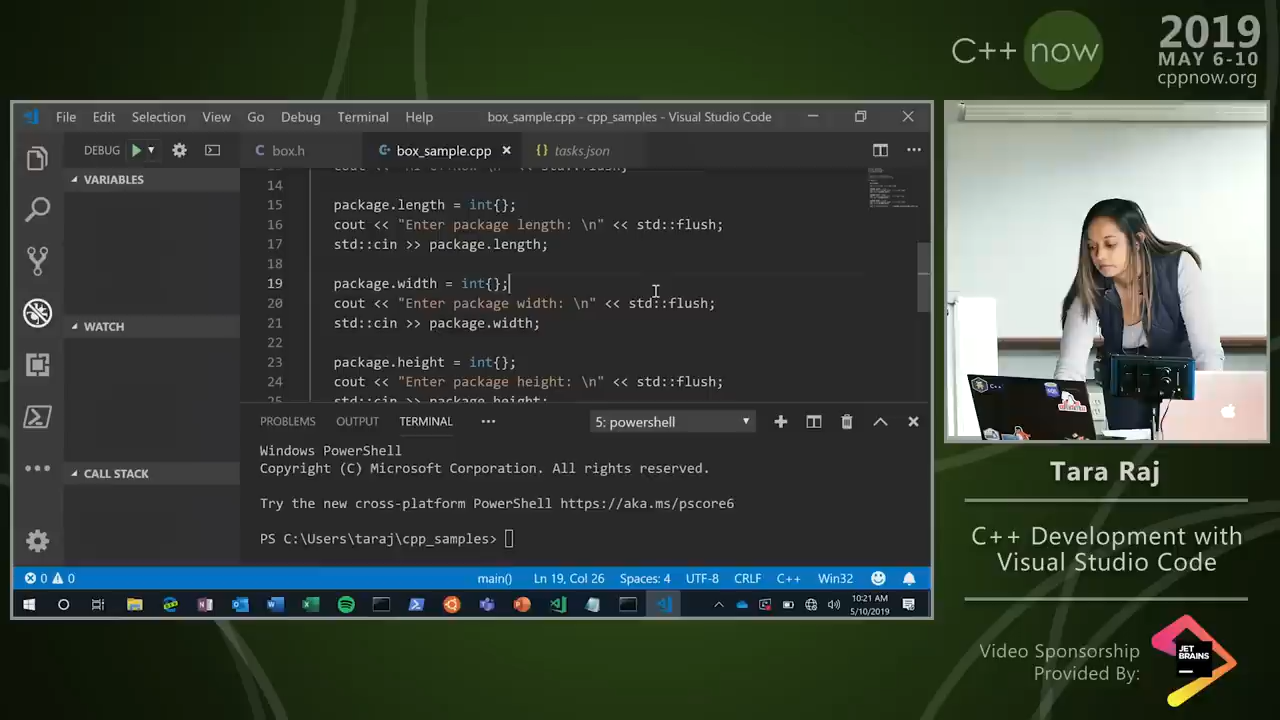 C++ now
2019
MAY 6-10
cppnow.org
File Edit Selection View Go Debug Terminal Help
box_sample.cpp - cpp_samples - Visual Studio Code
DEBUG
box.h
box_sample.cpp
{} tasks.json
VARIABLES
WATCH
CALL STACK
14
15 package.length = int{};
16 cout << "Enter package length: \n" << std::flush;
17 std::cin >> package.length;
18
19 package.width = int{};
20 cout << "Enter package width: \n" << std::flush;
21 std::cin >> package.width;
22
23 package.height = int{};
24 cout << "Enter package height: \n" << std::flush;
25 std::cin >> package.height;
PROBLEMS OUTPUT TERMINAL
5: powershell
Windows PowerShell
Copyright (C) Microsoft Corporation. All rights reserved.
Try the new cross-platform PowerShell https://aka.ms/pscore6
PS C:\Users\taraj\cpp_samples>
0 0 main() Ln 19, Col 26 Spaces: 4 UTF-8 CRLF C++ Win32
10:21 AM
5/10/2019
Tara Raj
C++ Development with
Visual Studio Code
Video Sponsorship
Provided By:
JET
BRAINS